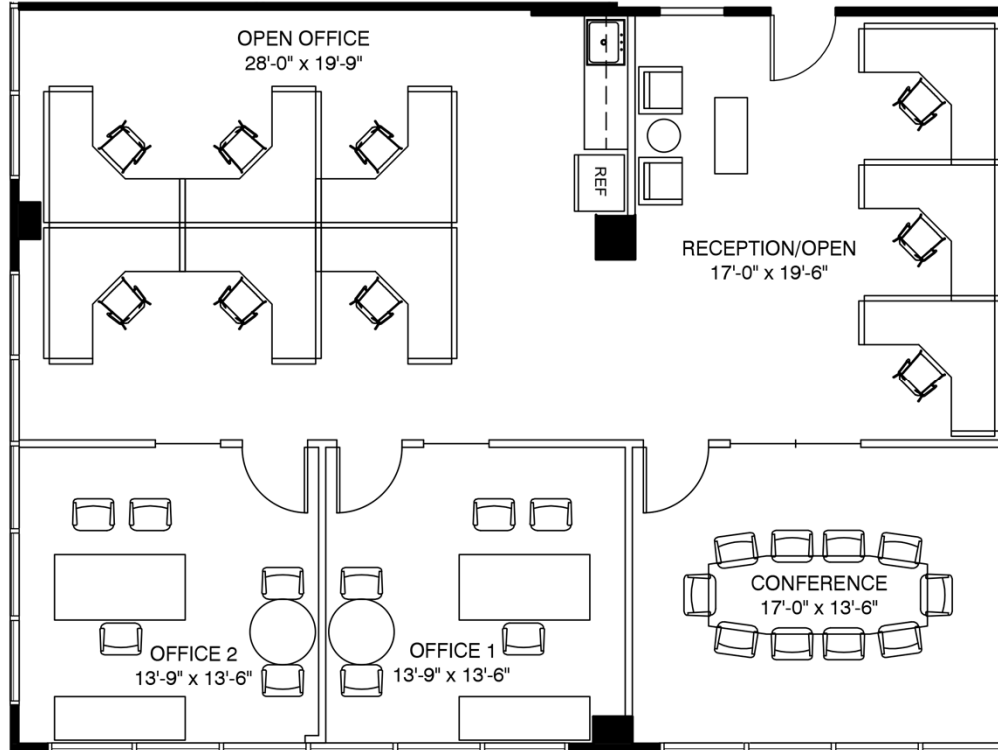 OPEN OFFICE
28'-0" x 19'-9"
REF
RECEPTION/OPEN
17'-0" x 19'-6"
CONFERENCE
17'-0" x 13'-6"
OFFICE 2
13'-9" x 13'-6"
OFFICE 1
13'-9" x 13'-6"